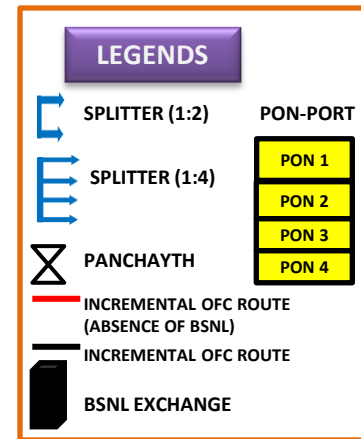 LEGENDS
SPLITTER (1:2)
PON-PORT
SPLITTER (1:4)
PON 1
PON 2
PON 3
PON 4
PANCHAYTH
INCREMENTAL OFC ROUTE
(ABSENCE OF BSNL)
INCREMENTAL OFC ROUTE
BSNL EXCHANGE